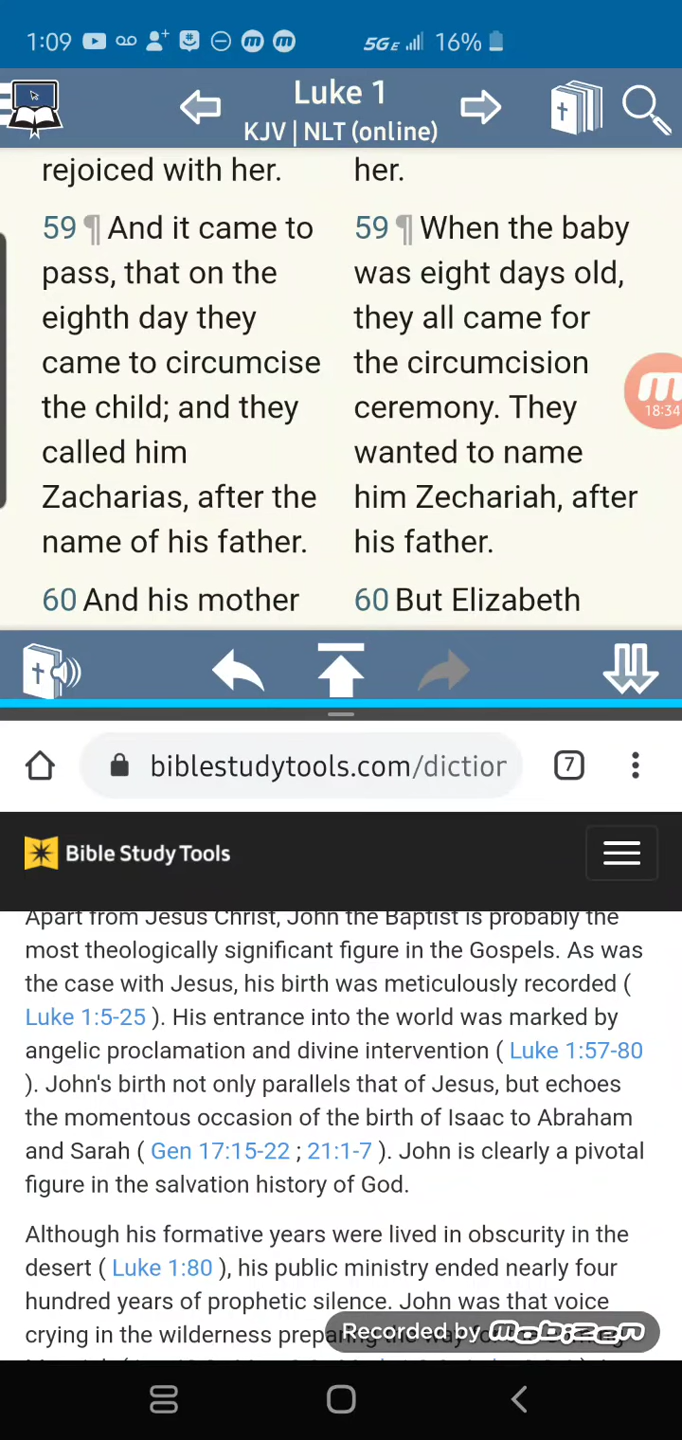 1:09
5GE
16%
Luke 1
KJV | NLT (online)
rejoiced with her.
59 ¶ And it came to
pass, that on the
eighth day they
came to circumcise
the child; and they
called him
Zacharias, after the
name of his father.
60 And his mother
her.
59 ¶ When the baby
was eight days old,
they all came for
the circumcision
ceremony. They
wanted to name
him Zechariah, after
his father.
60 But Elizabeth
18:34
biblestudytools.com/diction
7
Bible Study Tools
Apart from Jesus Christ, John the Baptist is probably the
most theologically significant figure in the Gospels. As was
the case with Jesus, his birth was meticulously recorded (
Luke 1:5-25 ). His entrance into the world was marked by
angelic proclamation and divine intervention ( Luke 1:57-80
). John's birth not only parallels that of Jesus, but echoes
the momentous occasion of the birth of Isaac to Abraham
and Sarah ( Gen 17:15-22 ; 21:1-7 ). John is clearly a pivotal
figure in the salvation history of God.
Although his formative years were lived in obscurity in the
desert ( Luke 1:80 ), his public ministry ended nearly four
hundred years of prophetic silence. John was that voice
crying in the wilderness preparing the way for
Recorded by mobizen